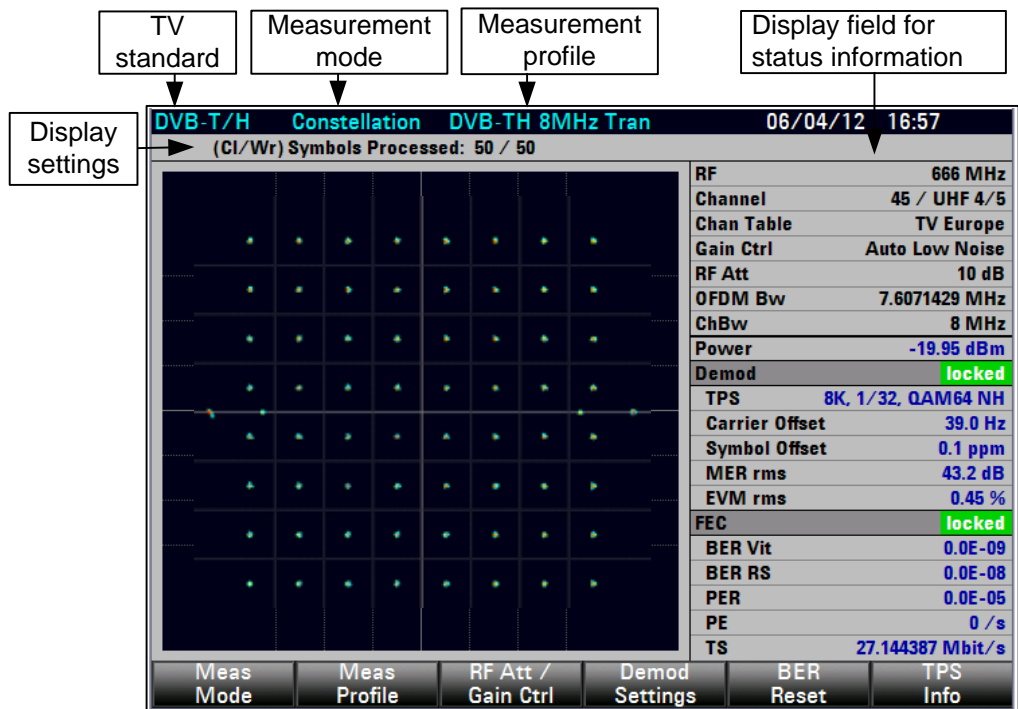 TV
standard
Measurement
mode
Measurement
profile
Display field for
status information
Display
settings
DVB-T/H Constellation DVB-TH 8MHz Tran 06/04/12 16:57
(Cl/Wr) Symbols Processed: 50 / 50
RF 666 MHz
Channel 45 / UHF 4/5
Chan Table TV Europe
Gain Ctrl Auto Low Noise
RF Att 10 dB
OFDM Bw 7.6071429 MHz
ChBw 8 MHz
Power -19.95 dBm
Demod locked
TPS 8K, 1/32, QAM64 NH
Carrier Offset 39.0 Hz
Symbol Offset 0.1 ppm
MER rms 43.2 dB
EVM rms 0.45 %
FEC locked
BER Vit 0.0E-09
BER RS 0.0E-08
PER 0.0E-05
PE 0 /s
TS 27.144387 Mbit/s
Meas
Mode
Meas
Profile
RF Att /
Gain Ctrl
Demod
Settings
BER
Reset
TPS
Info